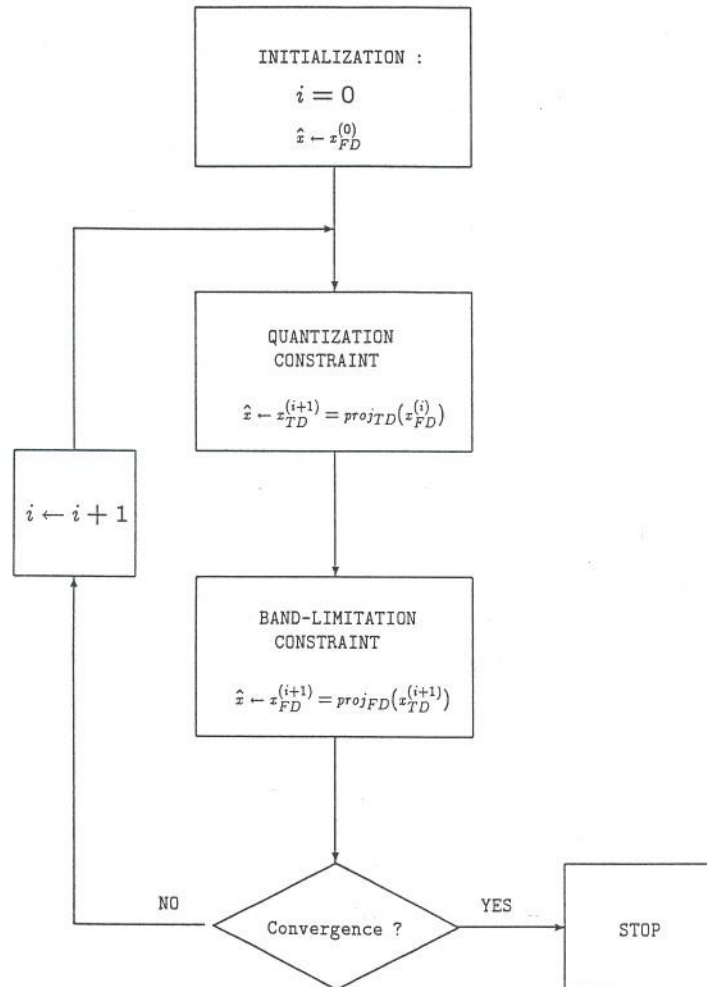 INITIALIZATION :
i = 0
x̂ ← x_{FD}^{(0)}
QUANTIZATION
CONSTRAINT
x̂ ← x_{TD}^{(i+1)} = proj_{TD}(x_{FD}^{(i)})
i ← i + 1
BAND-LIMITATION
CONSTRAINT
x̂ ← x_{FD}^{(i+1)} = proj_{FD}(x_{TD}^{(i+1)})
NO
Convergence ?
YES
STOP